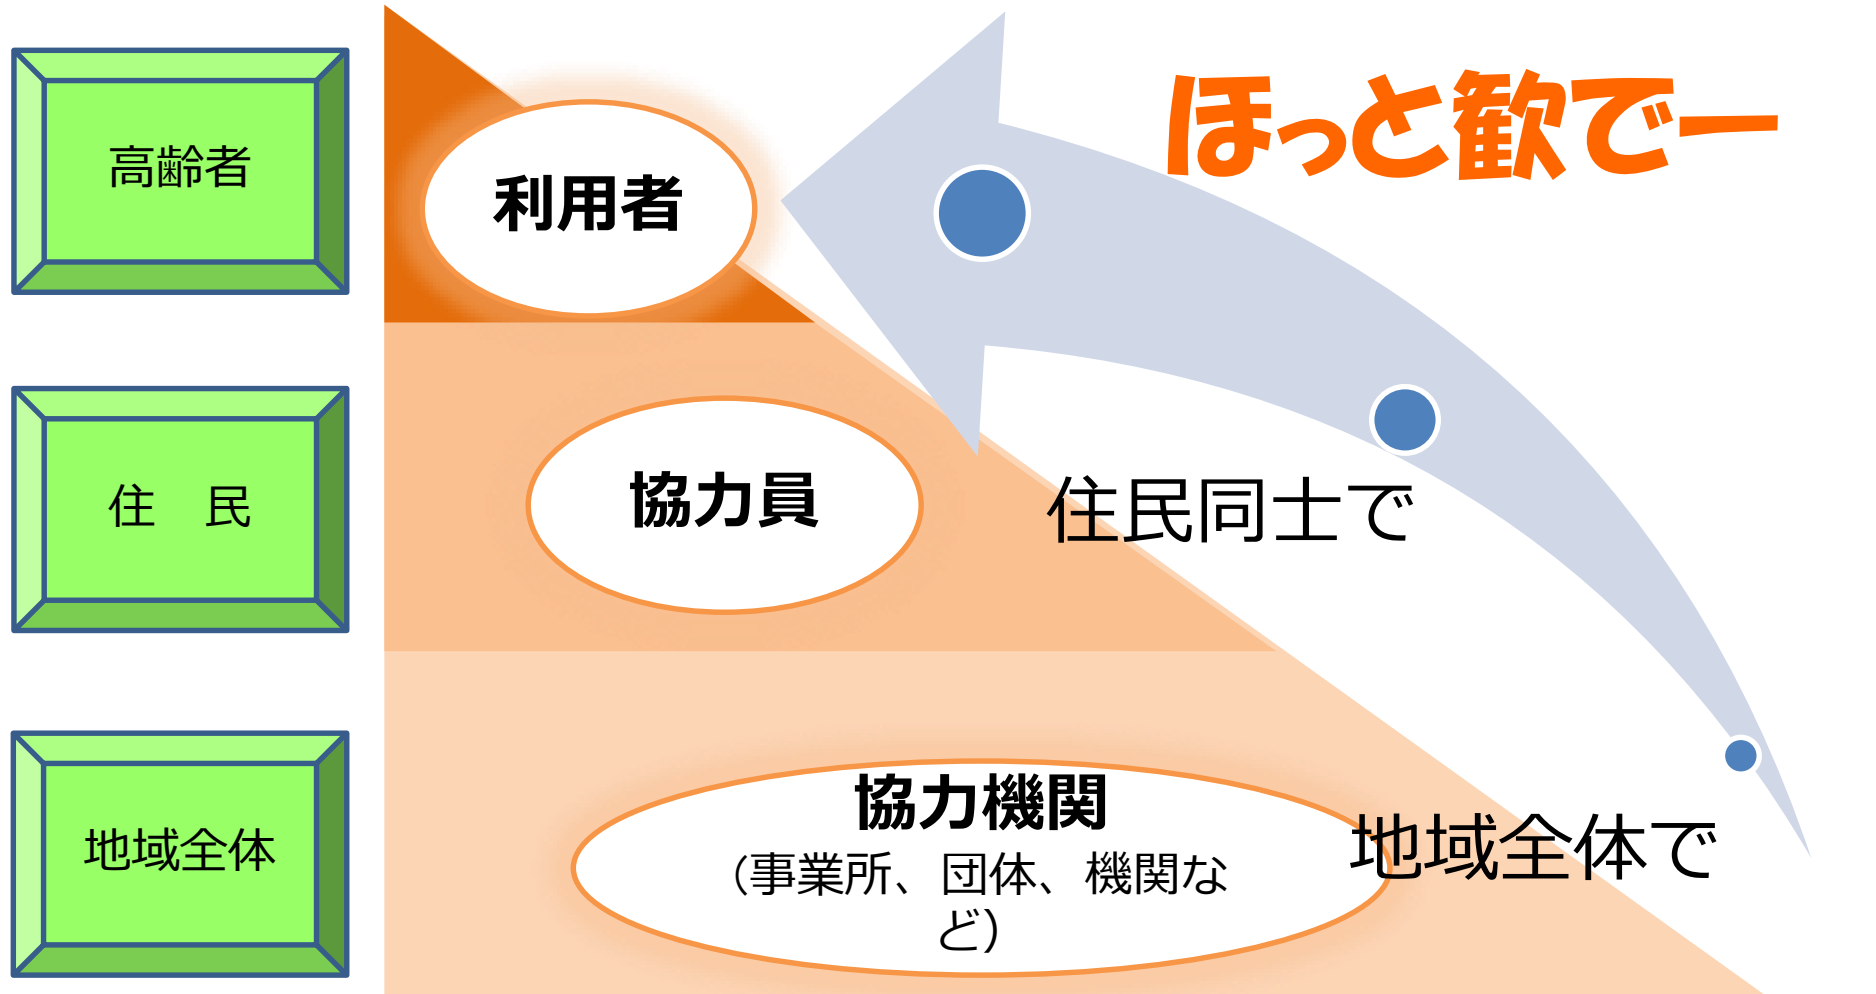 ほっと歓でー
高齢者
利用者
住　民
協力員
住民同士で
地域全体
協力機関
（事業所、団体、機関な
ど）
地域全体で